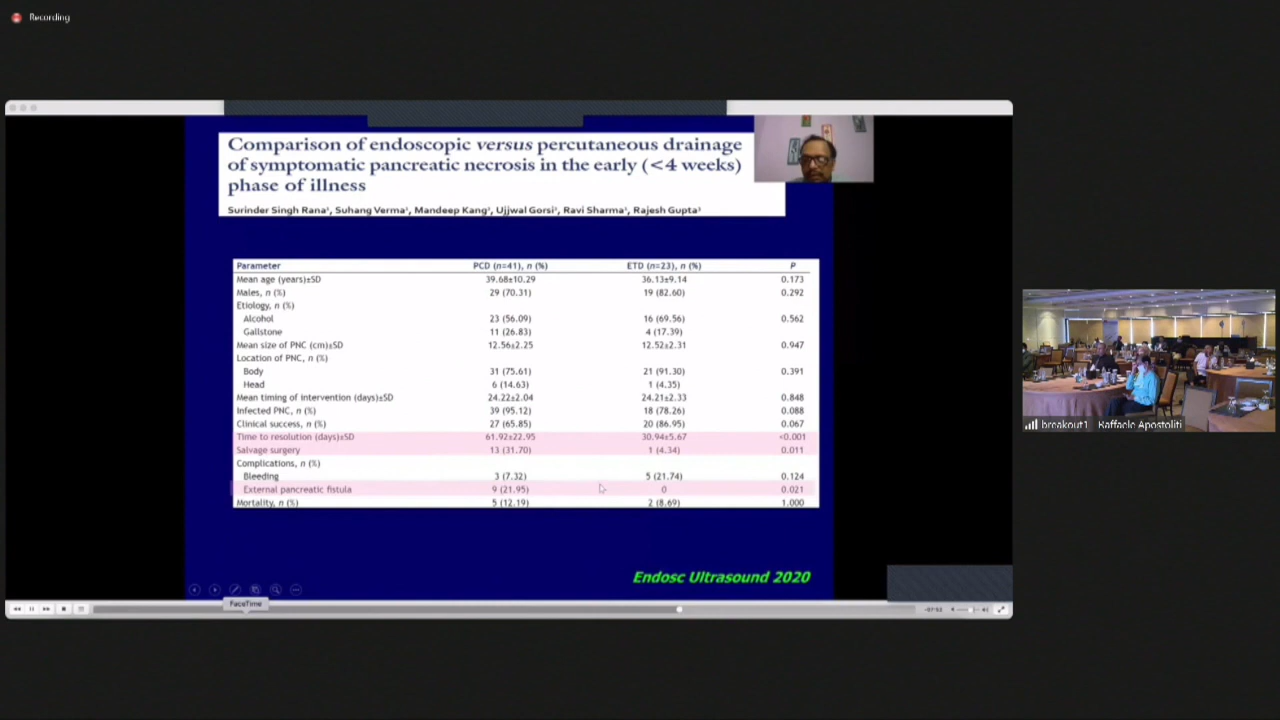 Recording
Comparison of endoscopic versus percutaneous drainage
of symptomatic pancreatic necrosis in the early (<4 weeks)
phase of illness
Surinder Singh Rana¹, Suhang Verma¹, Mandeep Kang², Ujjwal Gorsi², Ravi Sharma¹, Rajesh Gupta³
Parameter PCD (n=41), n (%) ETD (n=23), n (%) P
Mean age (years)±SD 39.68±10.29 36.13±9.14 0.173
Males, n (%) 29 (70.31) 19 (82.60) 0.292
Etiology, n (%)
Alcohol 23 (56.09) 16 (69.56) 0.562
Gallstone 11 (26.83) 4 (17.39)
Mean size of PNC (cm)±SD 12.56±2.25 12.52±2.31 0.947
Location of PNC, n (%)
Body 31 (75.61) 21 (91.30) 0.391
Head 6 (14.63) 1 (4.35)
Mean timing of intervention (days)±SD 24.22±2.04 24.21±2.33 0.848
Infected PNC, n (%) 39 (95.12) 18 (78.26) 0.088
Clinical success, n (%) 27 (65.85) 20 (86.95) 0.067
Time to resolution (days)±SD 61.92±22.95 30.94±5.67 <0.001
Salvage surgery 13 (31.70) 1 (4.34) 0.011
Complications, n (%)
Bleeding 3 (7.32) 5 (21.74) 0.124
External pancreatic fistula 9 (21.95) 0 0.021
Mortality, n (%) 5 (12.19) 2 (8.69) 1.000
Endosc Ultrasound 2020
FaceTime
-07:52
breakout1 - Raffaele Apostoliti